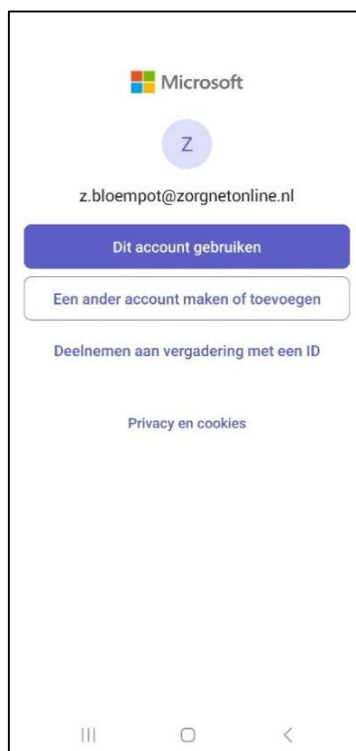 Microsoft
Z
z.bloempot@zorgnetonline.nl
Dit account gebruiken
Een ander account maken of toevoegen
Deelnemen aan vergadering met een ID
Privacy en cookies